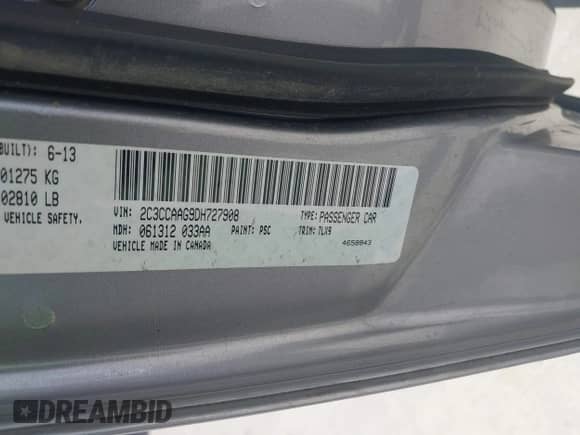 BUILT): 6-13
01275 KG
02810 LB
VEHICLE SAFETY.
VIN: 2C3CCAAG9DH727908 TYPE: PASSENGER CAR
MDH: 061312 033AA PAINT: PSC TRIM: TLX9
VEHICLE MADE IN CANADA 4658843
DREAMBID